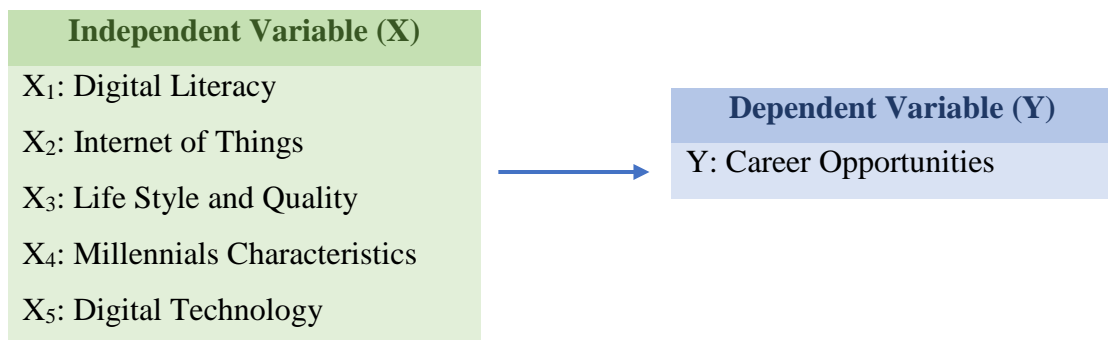 Independent Variable (X)
X₁: Digital Literacy
X₂: Internet of Things
X₃: Life Style and Quality
X₄: Millennials Characteristics
X₅: Digital Technology
Dependent Variable (Y)
Y: Career Opportunities